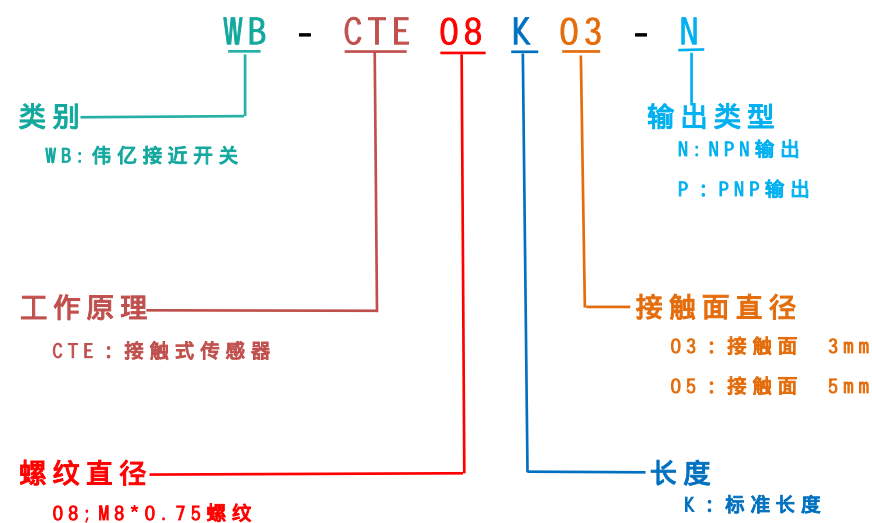 WB - CTE 08 K 03 - N
类别
WB:伟亿接近开关
输出类型
N:NPN输出
P:PNP输出
工作原理
CTE:接触式传感器
接触面直径
03:接触面 3mm
05:接触面 5mm
螺纹直径
08;M8*0.75螺纹
长度
K:标准长度